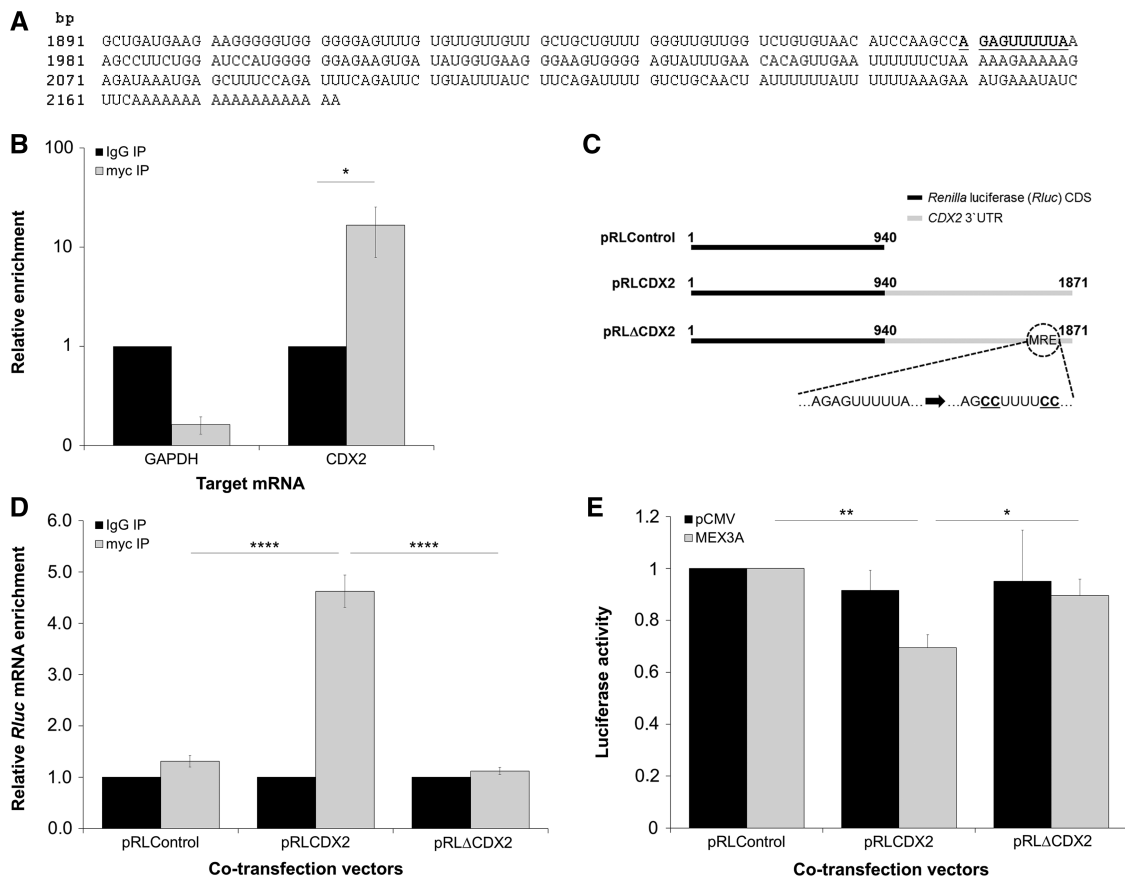 A
bp
1891 GCUGAUGAAG AAGGGGGUGG GGGGAGUUUG UGUUGUUGUU GCUGCUGUUU GGGUUGUUGG UCUGUGUAAC AUCCAAGCCA GAGUUUUUAA
1981 AGCCUUCUGG AUCCAUGGGG GGAGAAGUGA UAUGGUGAAG GGAAGUGGGG AGUAUUUGAA CACAGUUGAA UUUUUUCUAA AAAGAAAAAG
2071 AGAUAAAUGA GCUUUCCAGA UUUCAGAUUC UGUAUUUAUC UUCAGAUUUU GUCUGCAACU AUUUUUUAUU UUUUAAAGAA AUGAAAUAUC
2161 UUCAAAAAAA AAAAAAAAAAA AA
B
100
10
1
0
IgG IP
myc IP
*
Relative enrichment
GAPDH CDX2
Target mRNA
C
Renilla luciferase (Rluc) CDS
CDX2 3`UTR
pRLControl 1 940
pRLCDX2 1 940 1871
pRLΔCDX2 1 940 1871
MRE
...AGAGUUUUUA... ...AGCCUUUUCC...
D
6.0
5.0
4.0
3.0
2.0
1.0
0.0
IgG IP
myc IP
**** ****
Relative Rluc mRNA enrichment
pRLControl pRLCDX2 pRLΔCDX2
Co-transfection vectors
E
1.2
1
0.8
0.6
0.4
0.2
0
pCMV
MEX3A
** *
Luciferase activity
pRLControl pRLCDX2 pRLΔCDX2
Co-transfection vectors